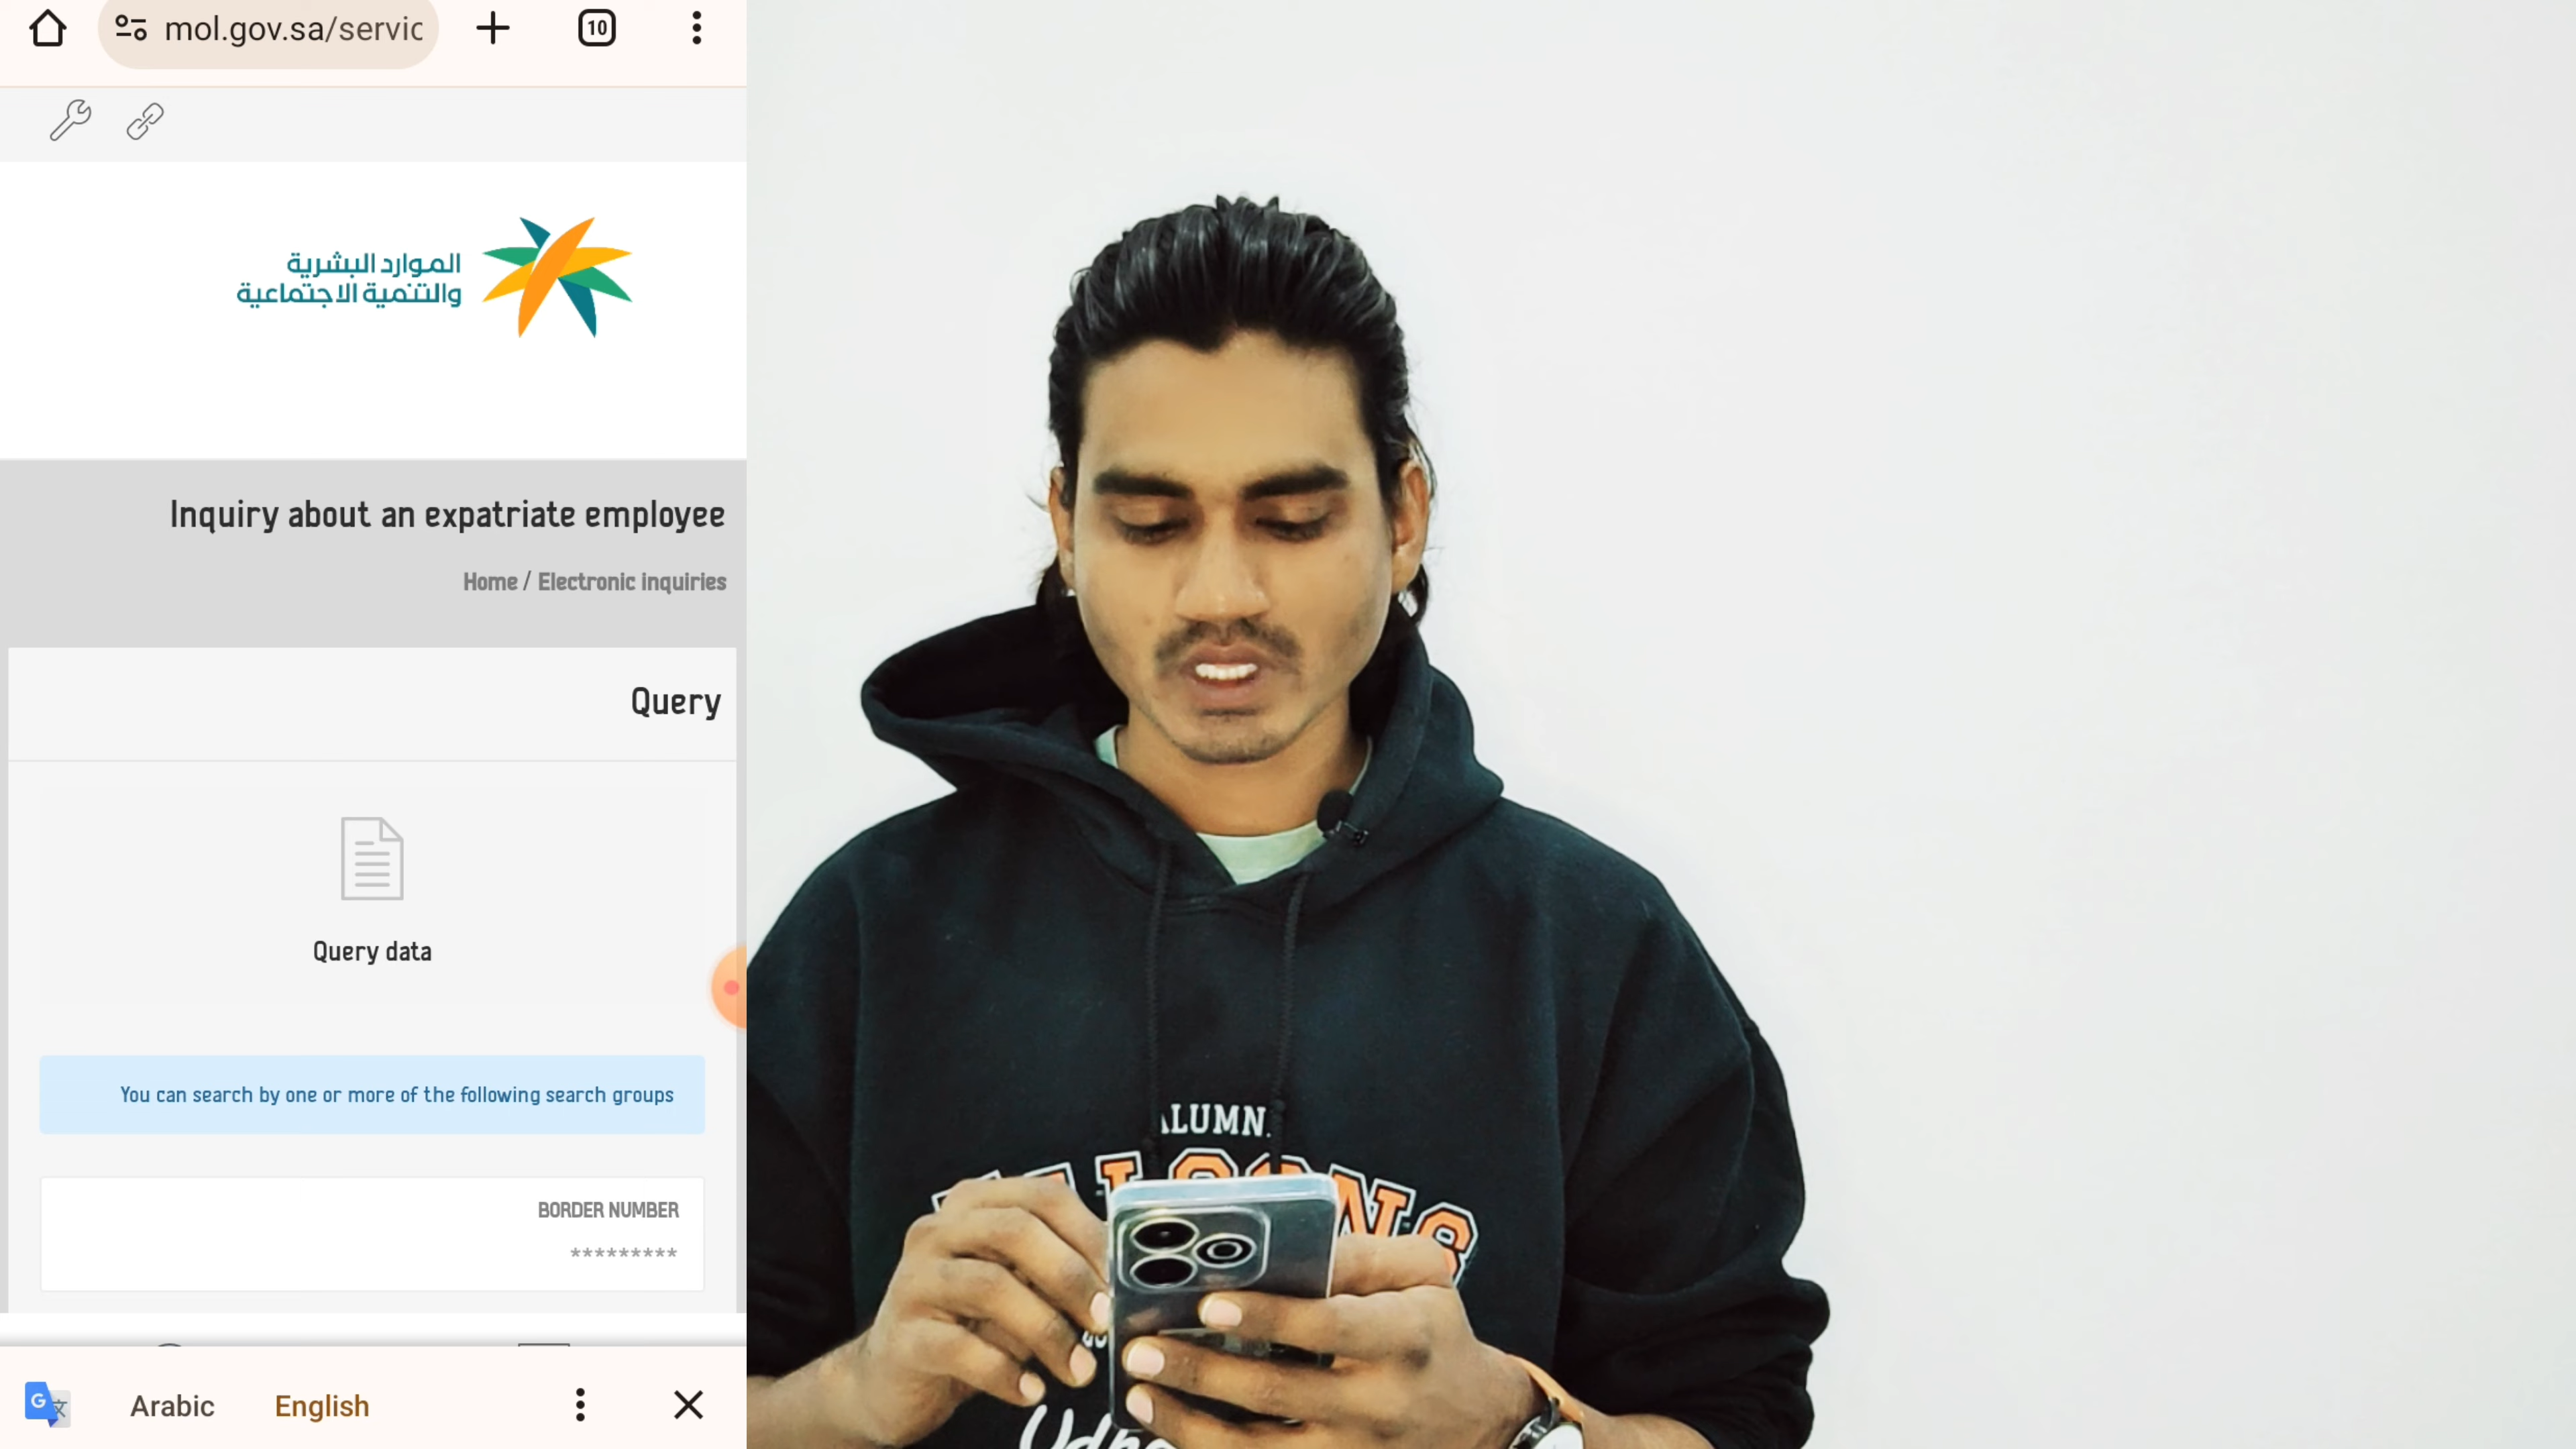 mol.gov.sa/servic
10
الموارد البشرية
والتنمية الاجتماعية
Inquiry about an expatriate employee
Home / Electronic inquiries
Query
Query data
You can search by one or more of the following search groups
BORDER NUMBER
*********
Arabic
English
ALUMN